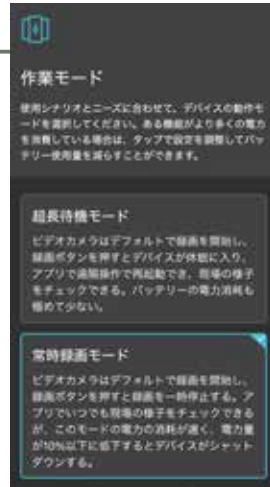 作業モード
使用シナリオとニーズに合わせて、デバイスの動作モ
ードを選択してください。ある機能がより多くの電力
を消費している場合は、タップで設定を調整してバッ
テリー使用量を減らすことができます。
超長待機モード
ビデオカメラはデフォルトで録画を開始し、
録画ボタンを押すとデバイスが休眠に入り、
アプリで遠隔操作で再起動でき、現場の様子
をチェックできる。バッテリーの電力消耗も
極めて少ない。
常時録画モード
ビデオカメラはデフォルトで録画を開始し、
録画ボタンを押すと録画を一時停止する。ア
プリでいつでも現場の様子をチェックできる
が、このモードの電力の消耗が速く、電力量
が10%以下に低下するとデバイスがシャット
ダウンする。